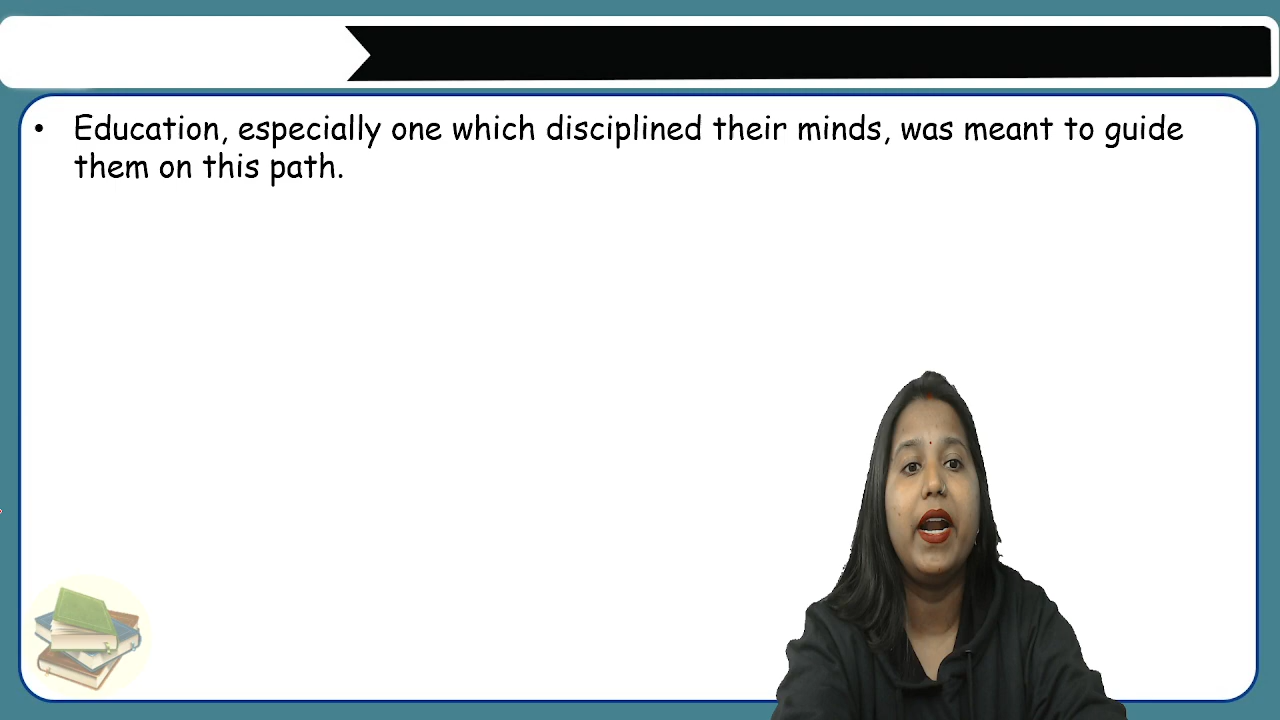 • Education, especially one which disciplined their minds, was meant to guide
them on this path.